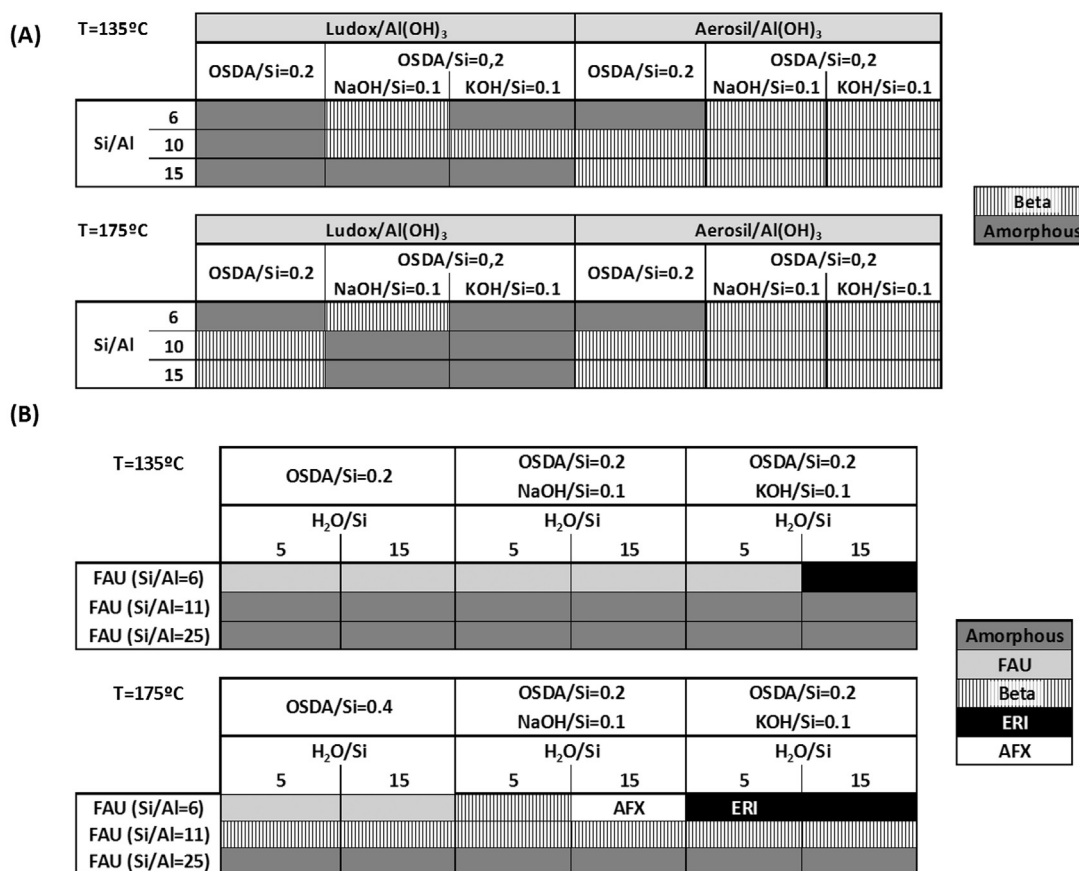 (A)
T=135ºC
Ludox/Al(OH)3
Aerosil/Al(OH)3
OSDA/Si=0.2
OSDA/Si=0,2
OSDA/Si=0.2
OSDA/Si=0,2
NaOH/Si=0.1
KOH/Si=0.1
NaOH/Si=0.1
KOH/Si=0.1
Si/Al
6
10
15
Beta
Amorphous
T=175ºC
Ludox/Al(OH)3
Aerosil/Al(OH)3
OSDA/Si=0.2
OSDA/Si=0,2
OSDA/Si=0.2
OSDA/Si=0,2
NaOH/Si=0.1
KOH/Si=0.1
NaOH/Si=0.1
KOH/Si=0.1
Si/Al
6
10
15
(B)
T=135ºC
OSDA/Si=0.2
OSDA/Si=0.2
NaOH/Si=0.1
OSDA/Si=0.2
KOH/Si=0.1
H2O/Si
H2O/Si
H2O/Si
5
15
5
15
5
15
FAU (Si/Al=6)
FAU (Si/Al=11)
FAU (Si/Al=25)
Amorphous
FAU
Beta
ERI
AFX
T=175ºC
OSDA/Si=0.4
OSDA/Si=0.2
NaOH/Si=0.1
OSDA/Si=0.2
KOH/Si=0.1
H2O/Si
H2O/Si
H2O/Si
5
15
5
15
5
15
FAU (Si/Al=6)
AFX
ERI
FAU (Si/Al=11)
FAU (Si/Al=25)